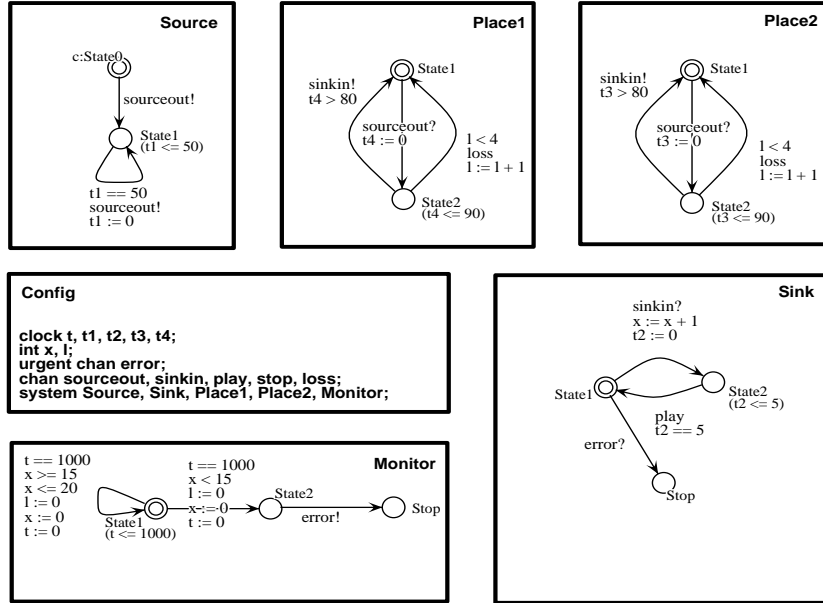 Source
c:State0
sourceout!
State1
(t1 <= 50)
t1 == 50
sourceout!
t1 := 0
Place1
State1
sinkin!
t4 > 80
sourceout?
t4 := 0
l < 4
loss
l := l + 1
State2
(t4 <= 90)
Place2
State1
sinkin!
t3 > 80
sourceout?
t3 := 0
l < 4
loss
l := l + 1
State2
(t3 <= 90)
Config
clock t, t1, t2, t3, t4;
int x, l;
urgent chan error;
chan sourceout, sinkin, play, stop, loss;
system Source, Sink, Place1, Place2, Monitor;
Sink
sinkin?
x := x + 1
t2 := 0
State1
State2
(t2 <= 5)
play
t2 == 5
error?
Stop
Monitor
t == 1000
x >= 15
x <= 20
l := 0
x := 0
t := 0
State1
(t <= 1000)
t == 1000
x < 15
l := 0
x := 0
t := 0
State2
error!
Stop